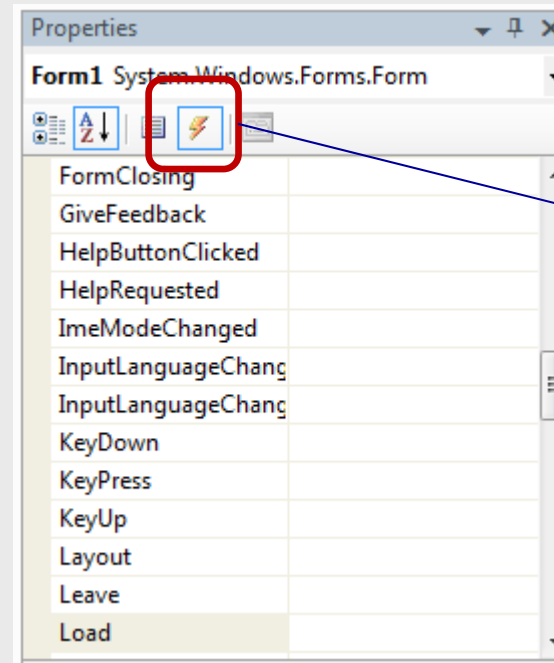 Properties
Form1 System.Windows.Forms.Form
A
Z
FormClosing
GiveFeedback
HelpButtonClicked
HelpRequested
ImeModeChanged
InputLanguageChang
InputLanguageChang
KeyDown
KeyPress
KeyUp
Layout
Leave
Load